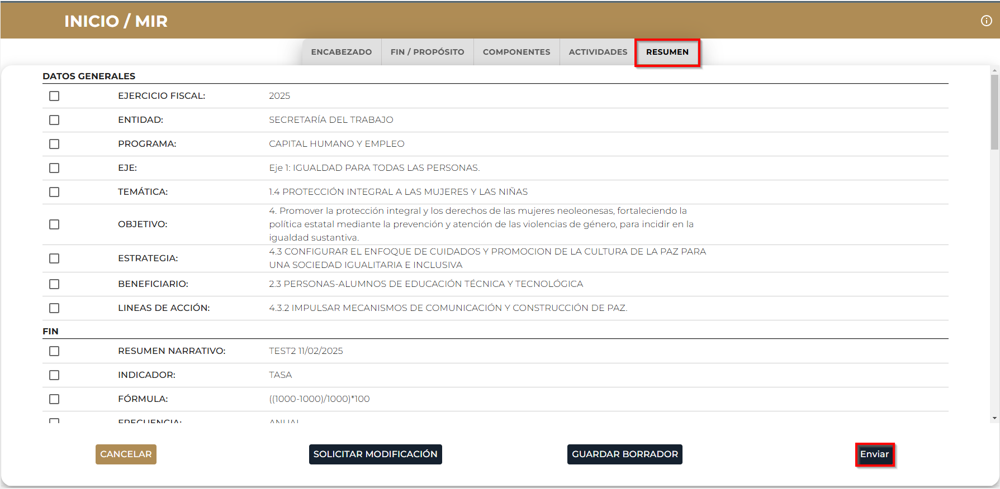 INICIO / MIR
ENCABEZADO
FIN / PROPÓSITO
COMPONENTES
ACTIVIDADES
RESUMEN
DATOS GENERALES
EJERCICIO FISCAL: 2025
ENTIDAD: SECRETARÍA DEL TRABAJO
PROGRAMA: CAPITAL HUMANO Y EMPLEO
EJE: Eje 1: IGUALDAD PARA TODAS LAS PERSONAS.
TEMÁTICA: 1.4 PROTECCIÓN INTEGRAL A LAS MUJERES Y LAS NIÑAS
OBJETIVO: 4. Promover la protección integral y los derechos de las mujeres neoleonesas, fortaleciendo la
política estatal mediante la prevención y atención de las violencias de género, para incidir en la
igualdad sustantiva.
ESTRATEGIA: 4.3 CONFIGURAR EL ENFOQUE DE CUIDADOS Y PROMOCION DE LA CULTURA DE LA PAZ PARA
UNA SOCIEDAD IGUALITARIA E INCLUSIVA
BENEFICIARIO: 2.3 PERSONAS-ALUMNOS DE EDUCACIÓN TÉCNICA Y TECNOLÓGICA
LINEAS DE ACCIÓN: 4.3.2 IMPULSAR MECANISMOS DE COMUNICACIÓN Y CONSTRUCCIÓN DE PAZ.
FIN
RESUMEN NARRATIVO: TEST2 11/02/2025
INDICADOR: TASA
FÓRMULA: ((1000-1000)/1000)*100
FRECUENCIA: ANUAL
CANCELAR
SOLICITAR MODIFICACIÓN
GUARDAR BORRADOR
Enviar